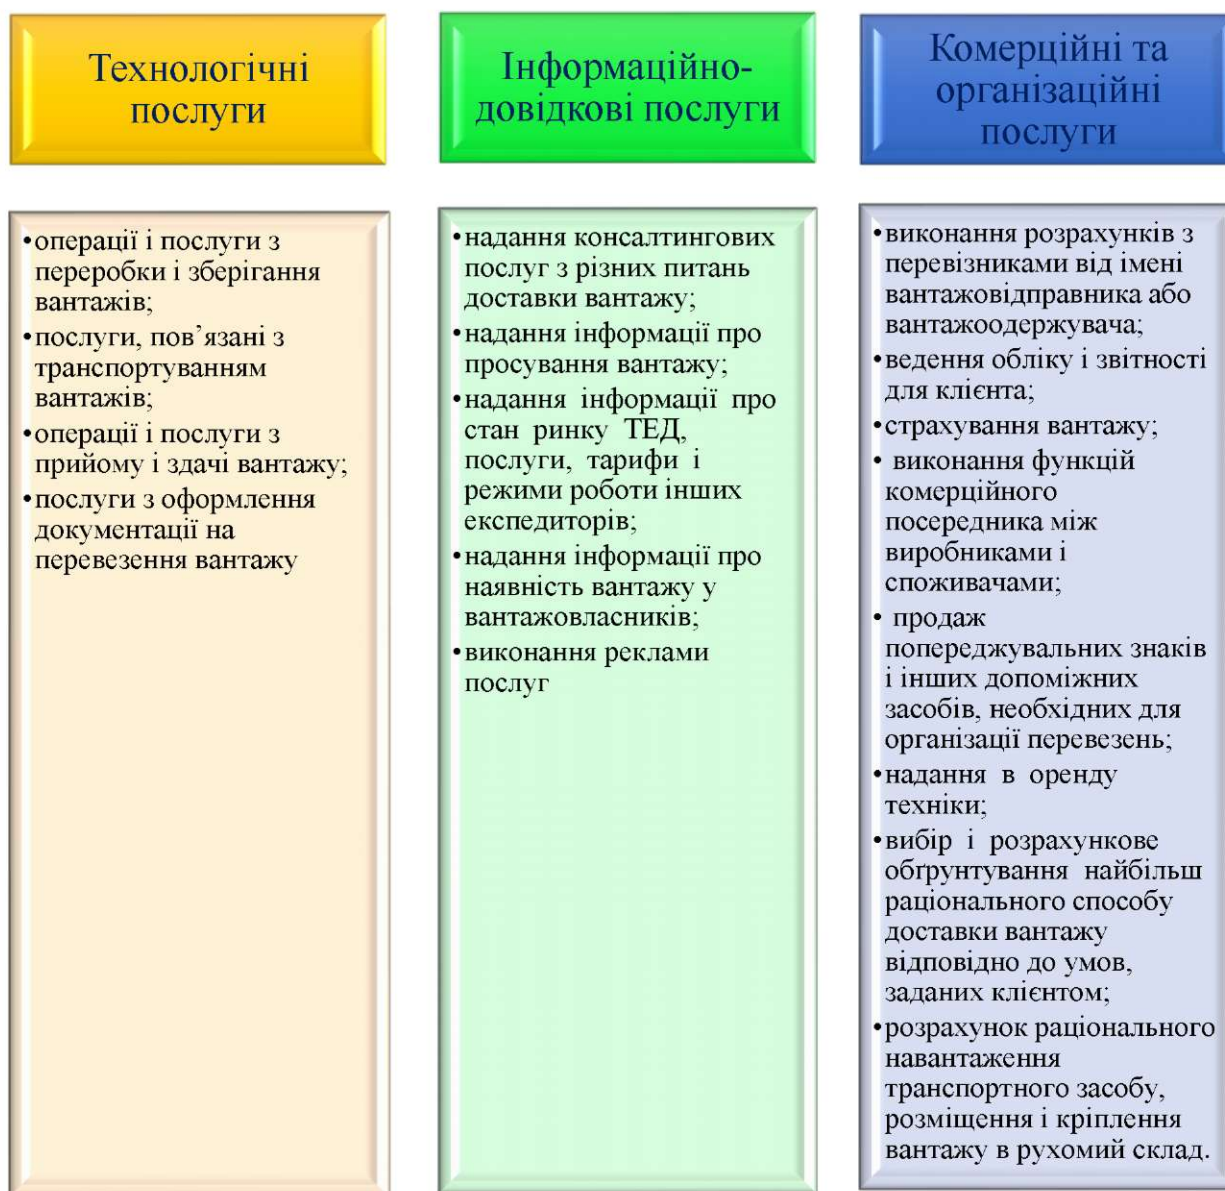 Технологічні
послуги
Інформаційно-
довідкові послуги
Комерційні та
організаційні
послуги
•операції і послуги з
переробки і зберігання
вантажів;
•послуги, пов’язані з
транспортуванням
вантажів;
•операції і послуги з
прийому і здачі вантажу;
•послуги з оформлення
документації на
перевезення вантажу
•надання консалтингових
послуг з різних питань
доставки вантажу;
•надання інформації про
просування вантажу;
•надання інформації про
стан ринку ТЕД,
послуги, тарифи і
режими роботи інших
експедиторів;
•надання інформації про
наявність вантажу у
вантажовласників;
•виконання реклами
послуг
•виконання розрахунків з
перевізниками від імені
вантажовідправника або
вантажоодержувача;
•ведення обліку і звітності
для клієнта;
•страхування вантажу;
• виконання функцій
комерційного
посередника між
виробниками і
споживачами;
• продаж
попереджувальних знаків
і інших допоміжних
засобів, необхідних для
організації перевезень;
•надання в оренду
техніки;
•вибір і розрахункове
обґрунтування найбільш
раціонального способу
доставки вантажу
відповідно до умов,
заданих клієнтом;
•розрахунок раціонального
навантаження
транспортного засобу,
розміщення і кріплення
вантажу в рухомий склад.